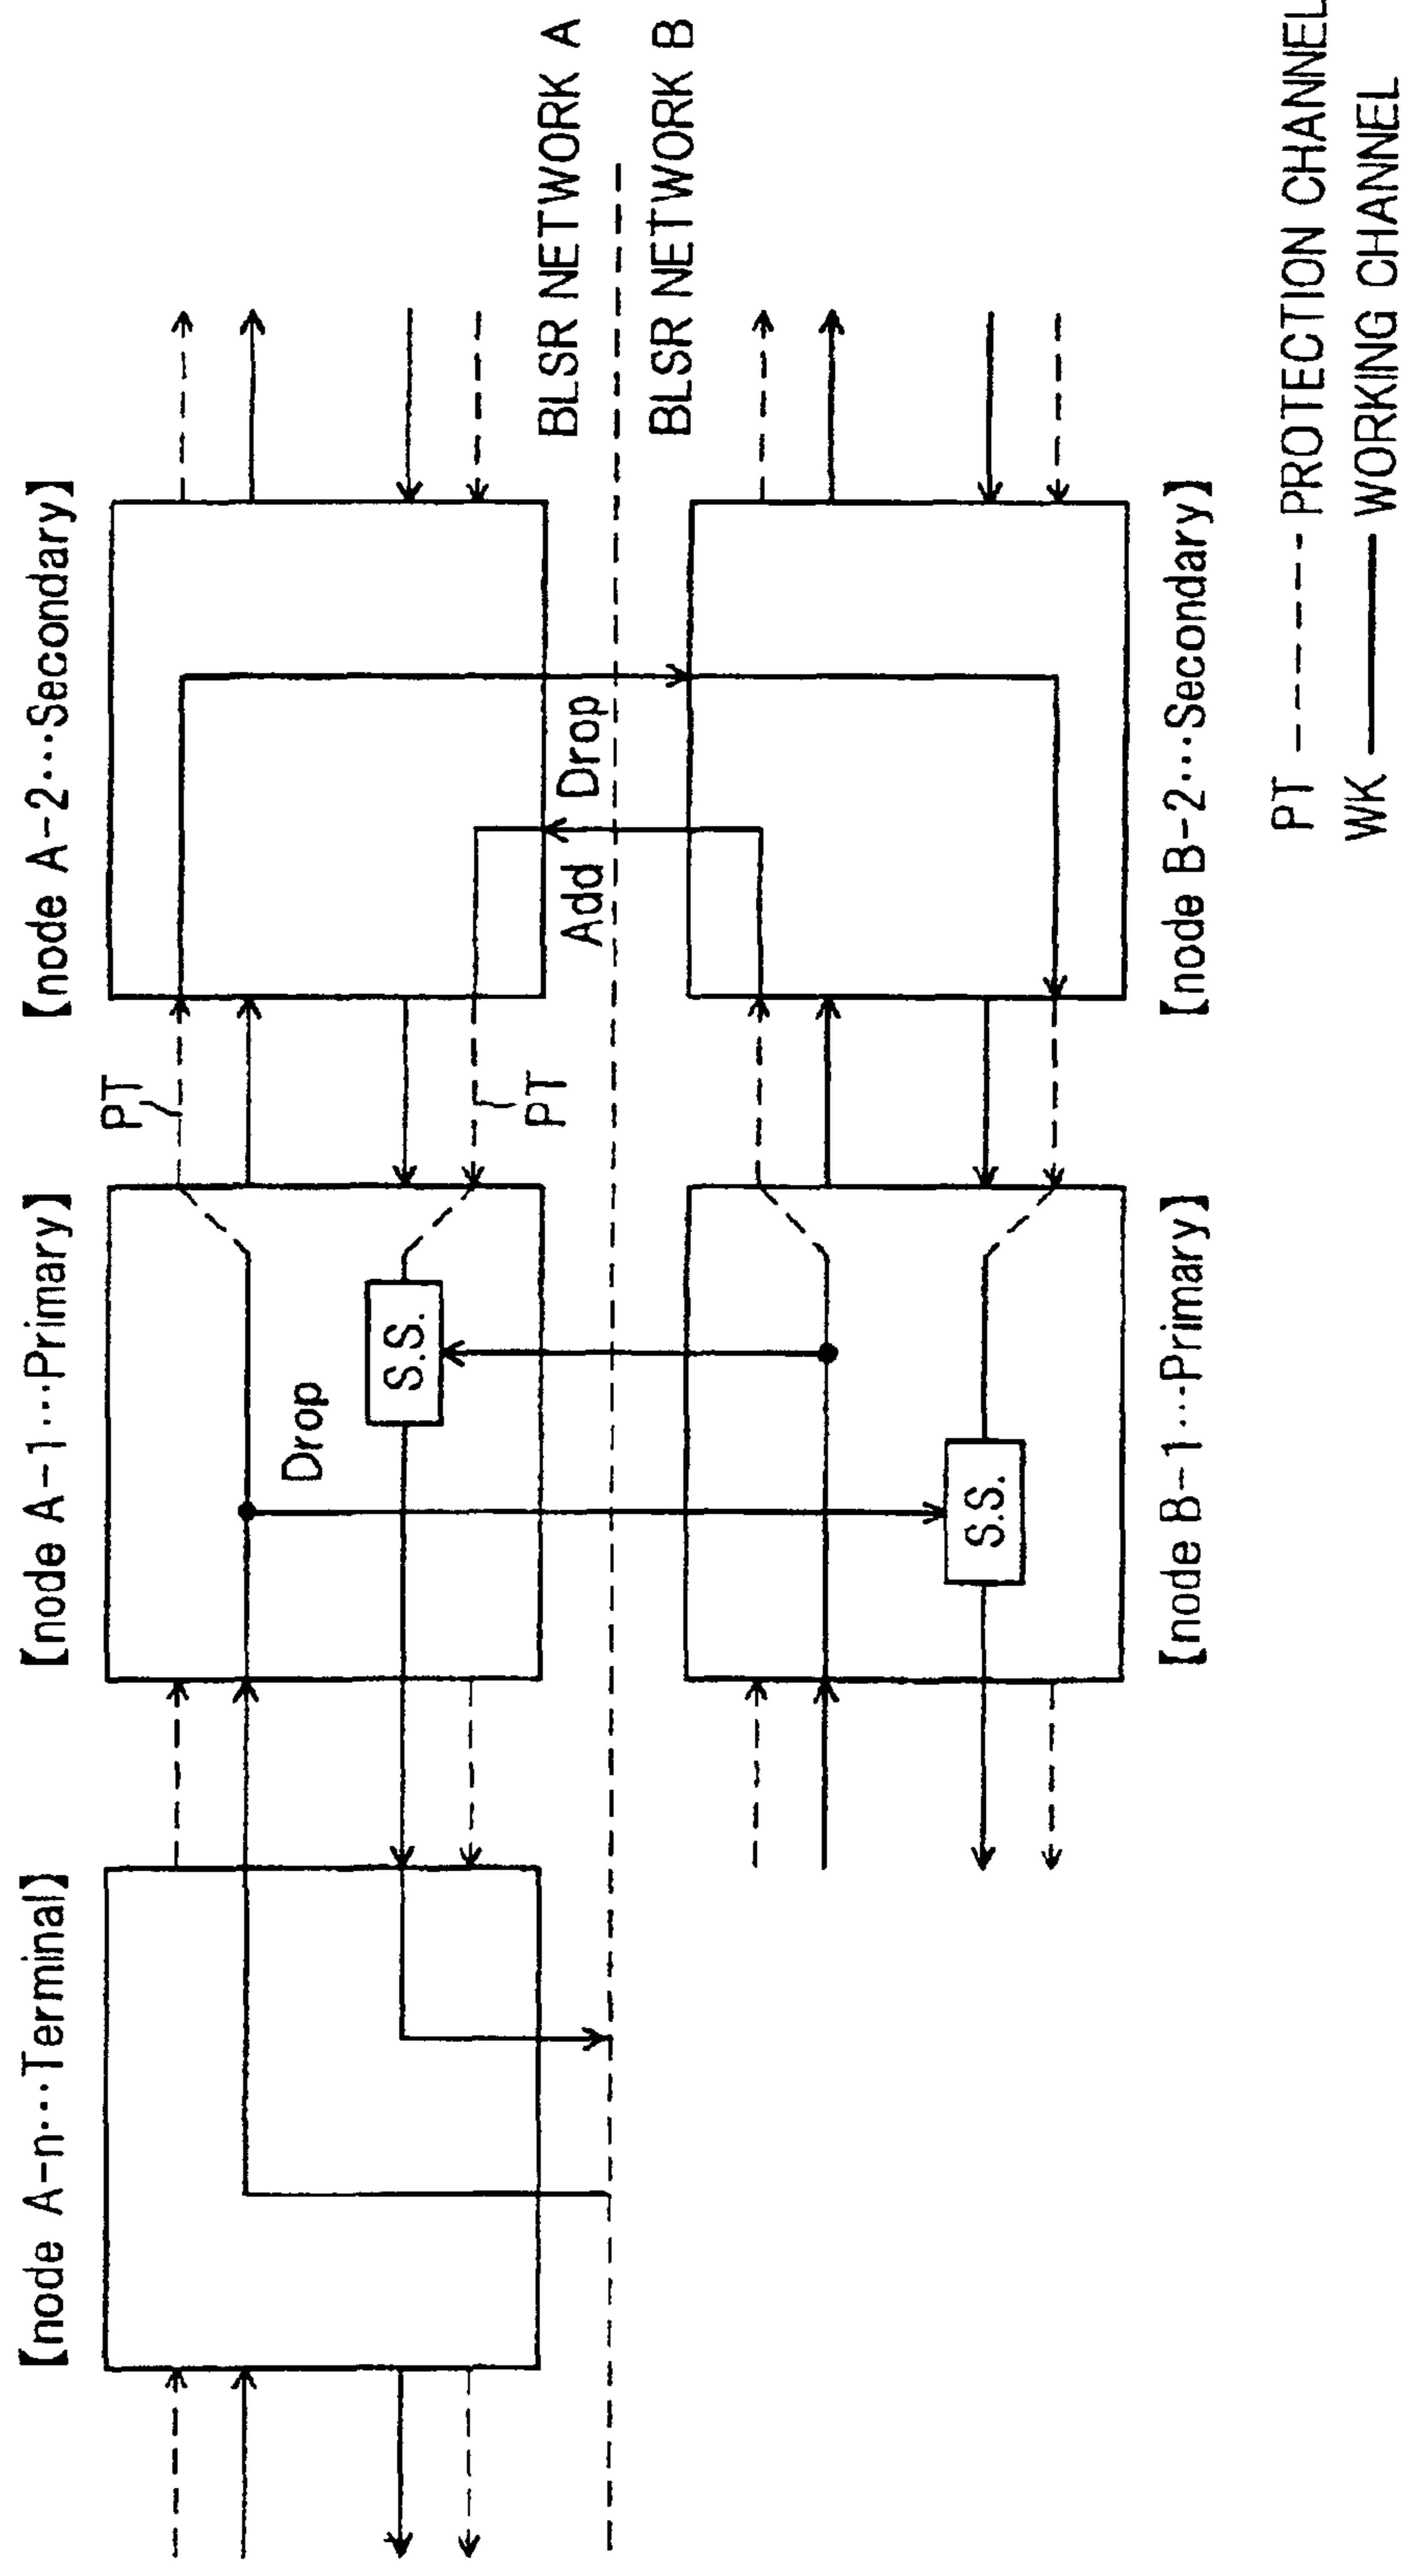 【node A-n···Terminal】
【node A-1···Primary】
【node A-2···Secondary】
PT
Drop
S.S.
PT
Add
Drop
BLSR NETWORK A
BLSR NETWORK B
S.S.
【node B-1···Primary】
【node B-2···Secondary】
PT PROTECTION CHANNEL
WK WORKING CHANNEL